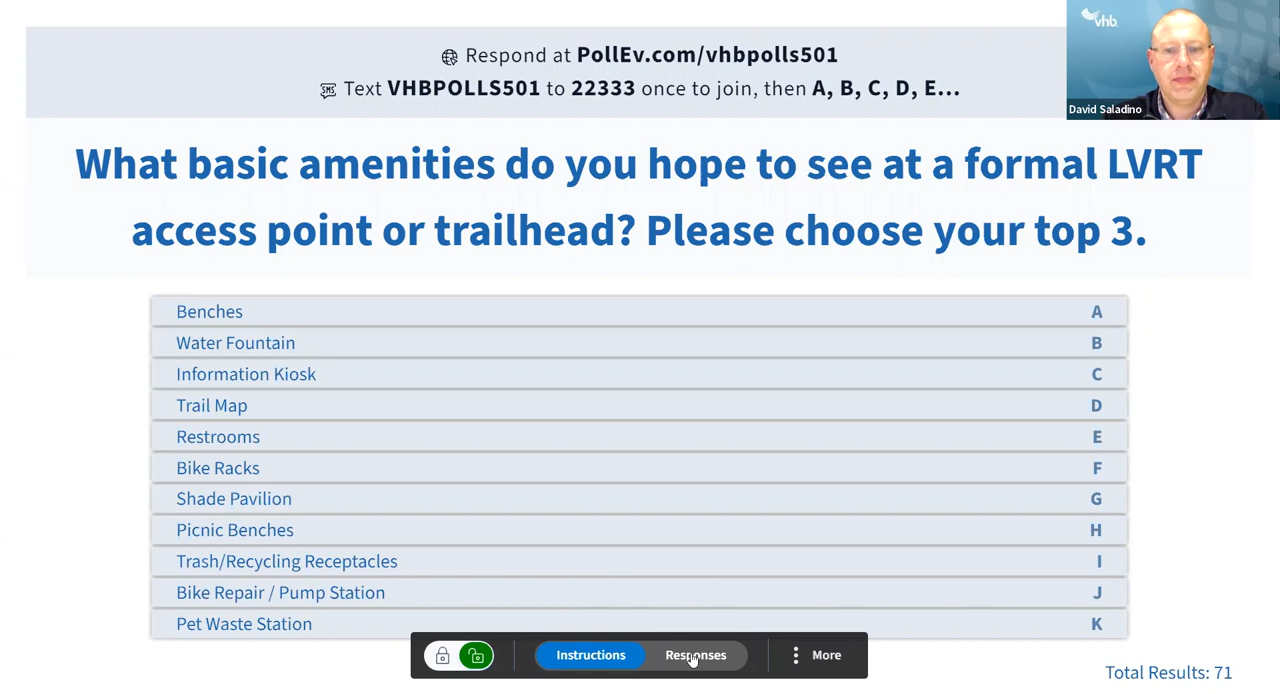 Respond at PollEv.com/vhbpolls501
Text VHBPOLLS501 to 22333 once to join, then A, B, C, D, E...
vhb
David Saladino
What basic amenities do you hope to see at a formal LVRT
access point or trailhead? Please choose your top 3.
Benches A
Water Fountain B
Information Kiosk C
Trail Map D
Restrooms E
Bike Racks F
Shade Pavilion G
Picnic Benches H
Trash/Recycling Receptacles I
Bike Repair / Pump Station J
Pet Waste Station K
Instructions Responses More
Total Results: 71